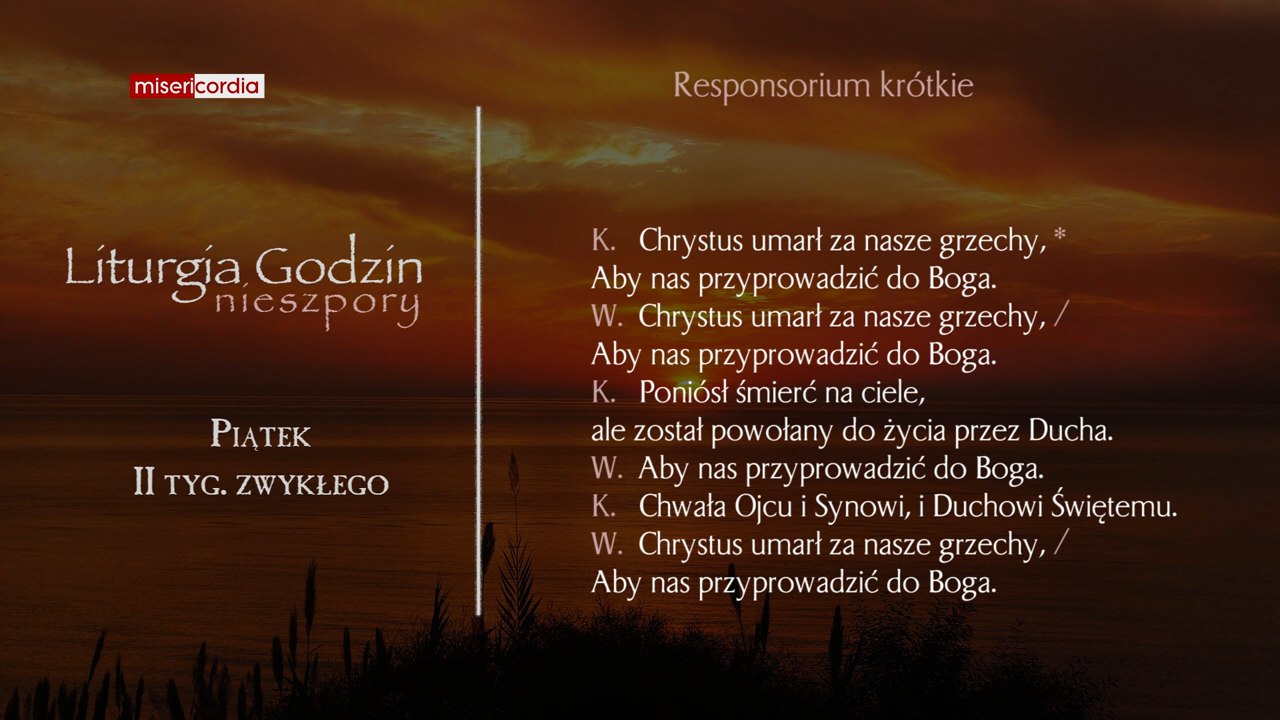 misericordia
Liturgia Godzin
nieszpory
Piątek
II tyg. zwykłego
Responsorium krótkie
K. Chrystus umarł za nasze grzechy, *
Aby nas przyprowadzić do Boga.
W. Chrystus umarł za nasze grzechy, /
Aby nas przyprowadzić do Boga.
K. Poniósł śmierć na ciele,
ale został powołany do życia przez Ducha.
W. Aby nas przyprowadzić do Boga.
K. Chwała Ojcu i Synowi, i Duchowi Świętemu.
W. Chrystus umarł za nasze grzechy, /
Aby nas przyprowadzić do Boga.